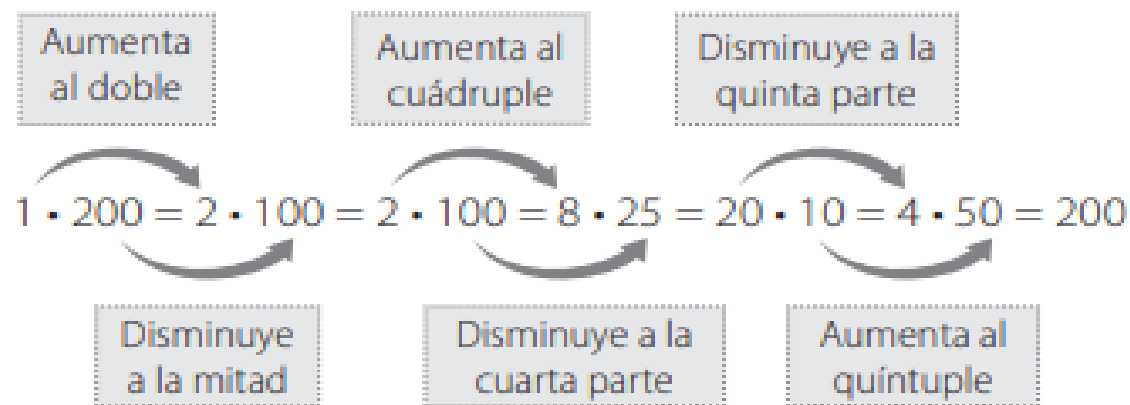 Aumenta
al doble
Aumenta al
cuádruple
Disminuye a la
quinta parte
1 • 200 = 2 • 100 = 2 • 100 = 8 • 25 = 20 • 10 = 4 • 50 = 200
Disminuye
a la mitad
Disminuye a la
cuarta parte
Aumenta al
quíntuple